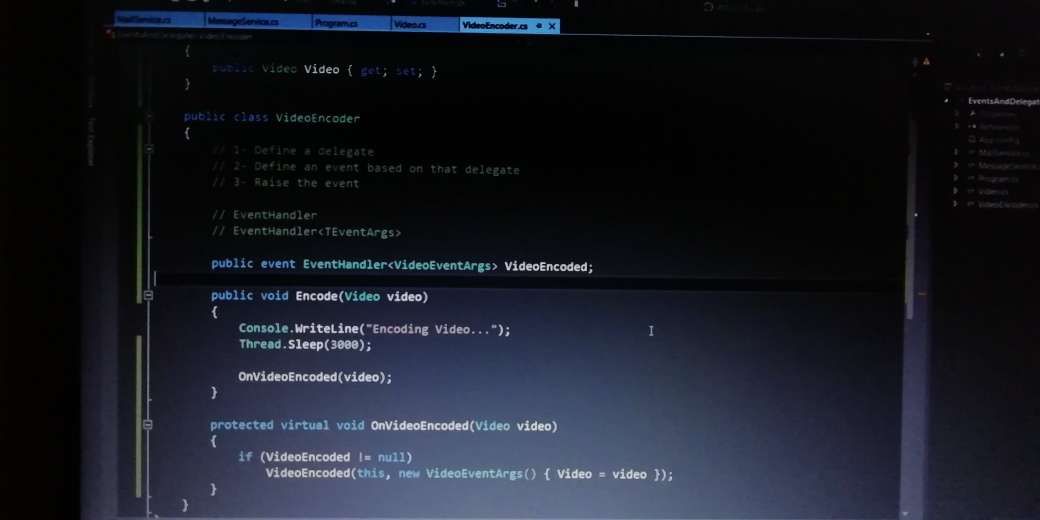 MailService.cs MessageService.cs Program.cs Video.cs VideoEncoder.cs
{
public Video Video { get; set; }
}
public class VideoEncoder
{
// 1- Define a delegate
// 2- Define an event based on that delegate
// 3- Raise the event
// EventHandler
// EventHandler<TEventArgs>
public event EventHandler<VideoEventArgs> VideoEncoded;
public void Encode(Video video)
{
Console.WriteLine("Encoding Video...");
Thread.Sleep(3000);
OnVideoEncoded(video);
}
protected virtual void OnVideoEncoded(Video video)
{
if (VideoEncoded != null)
VideoEncoded(this, new VideoEventArgs() { Video = video });
}
}
EventsAndDelegat
App.config
MailService.cs
MessageService
Program.cs
Video.cs
VideoEncoder.cs